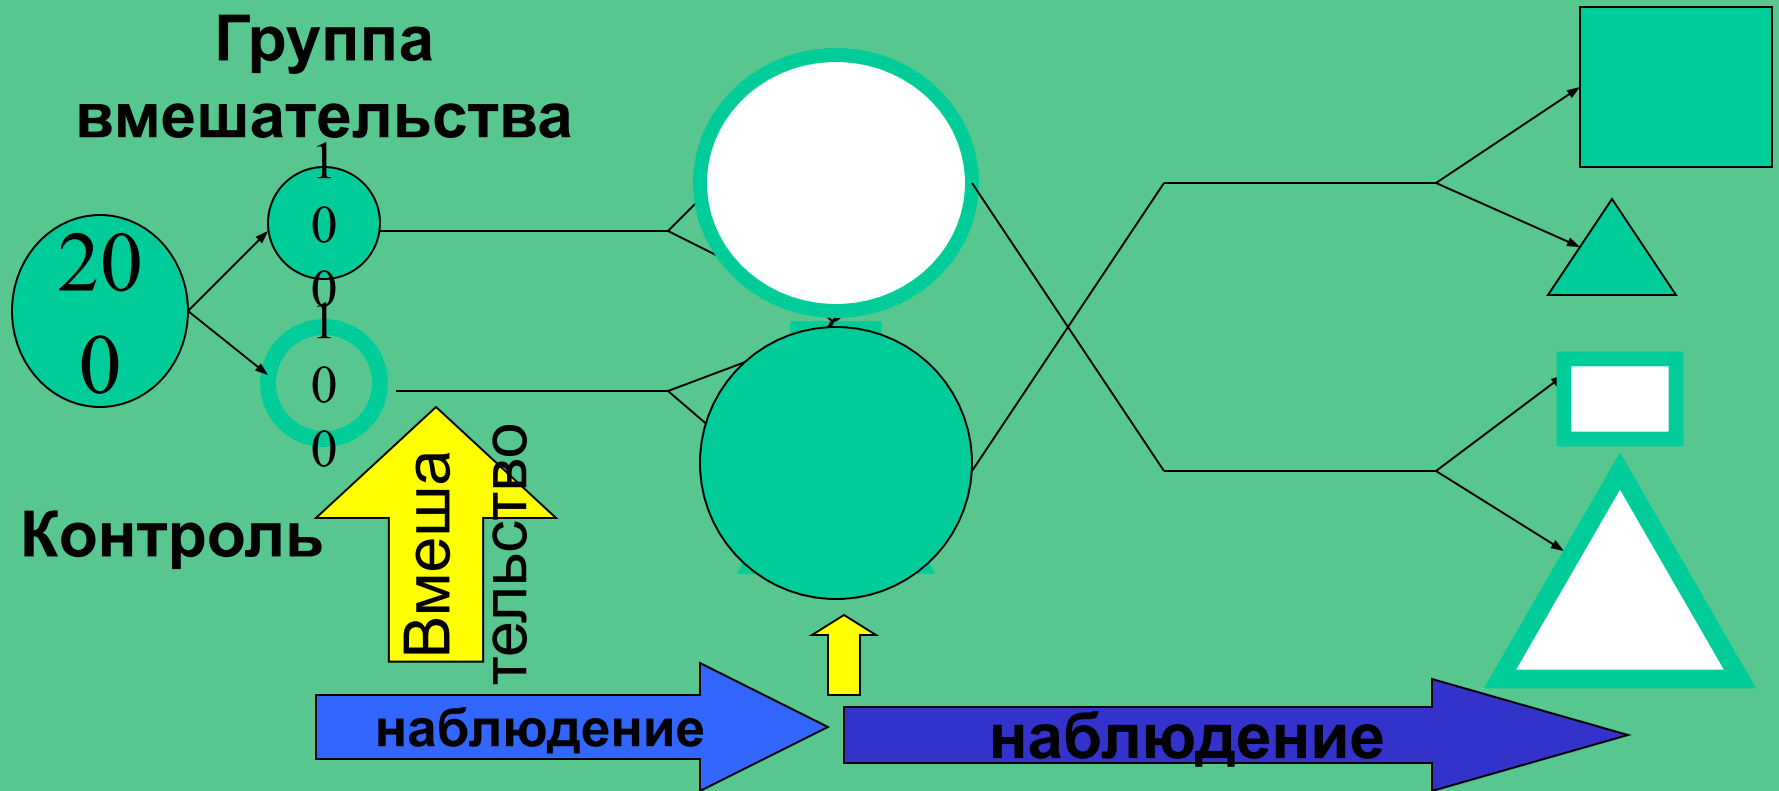 Группа
вмешательства
20
0
1
0
0
1
0
0
Контроль
Вмеша
тельство
наблюдение
наблюдение